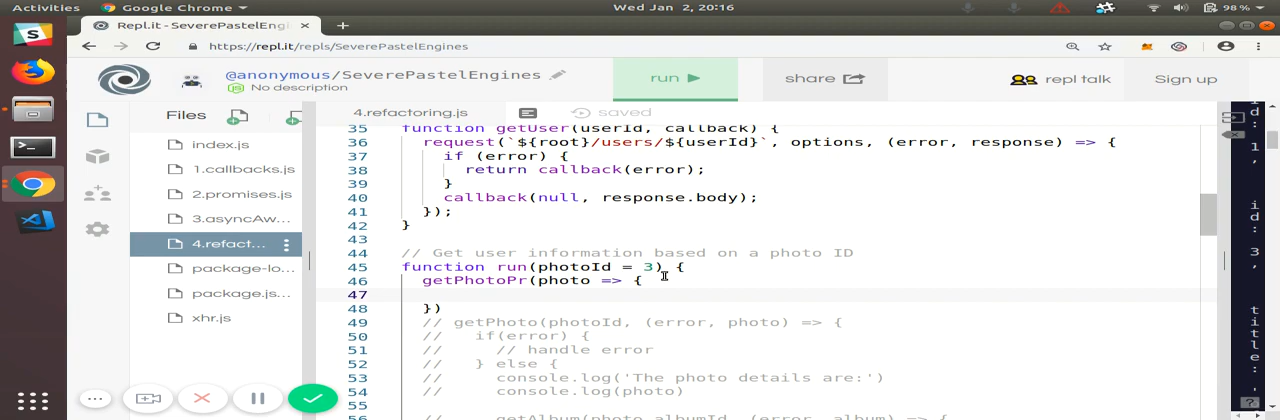 Activities Google Chrome Wed Jan 2, 20:16 98 %
Repl.it - SeverePastelEngi
https://repl.it/repls/SeverePastelEngines
@anonymous/SeverePastelEngines
No description
run
share
repl talk
Sign up
Files
index.js
1.callbacks.js
2.promises.js
3.asyncAw...
4.refact...
package-lo...
package.js...
xhr.js
4.refactoring.js
saved
35 function getUser(userId, callback) {
36 request(`${root}/users/${userId}`, options, (error, response) => {
37 if (error) {
38 return callback(error);
39 }
40 callback(null, response.body);
41 });
42 }
43
44 // Get user information based on a photo ID
45 function run(photoId = 3) {
46 getPhotoPr(photo => {
47
48 })
49 // getPhoto(photoId, (error, photo) => {
50 // if(error) {
51 // // handle error
52 // } else {
53 // console.log('The photo details are:')
54 // console.log(photo)
55
56 // getAlbum(photo.albumId, (error, album) => {
id:
1,
id:
3,
title: